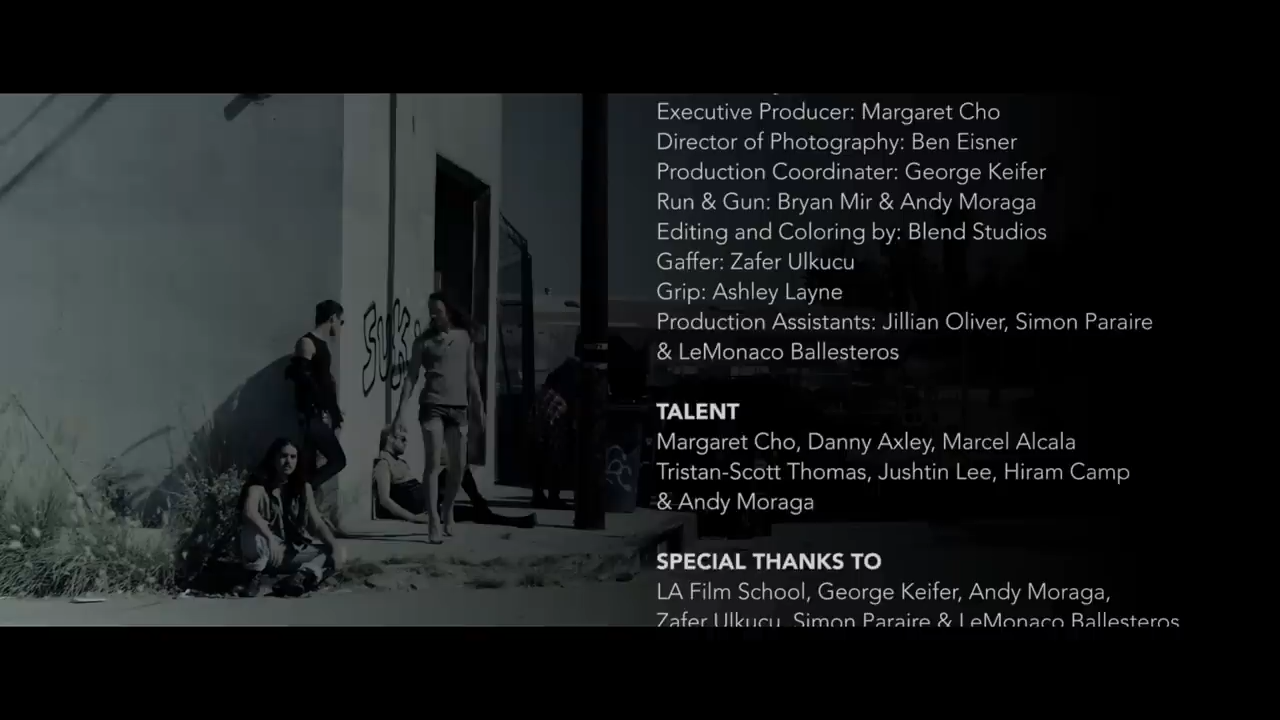 Executive Producer: Margaret Cho
Director of Photography: Ben Eisner
Production Coordinater: George Keifer
Run & Gun: Bryan Mir & Andy Moraga
Editing and Coloring by: Blend Studios
Gaffer: Zafer Ulkucu
Grip: Ashley Layne
Production Assistants: Jillian Oliver, Simon Paraire
& LeMonaco Ballesteros
TALENT
Margaret Cho, Danny Axley, Marcel Alcala
Tristan-Scott Thomas, Jushtin Lee, Hiram Camp
& Andy Moraga
SPECIAL THANKS TO
LA Film School, George Keifer, Andy Moraga,
Zafer Ulkucu, Simon Paraire & LeMonaco Ballesteros